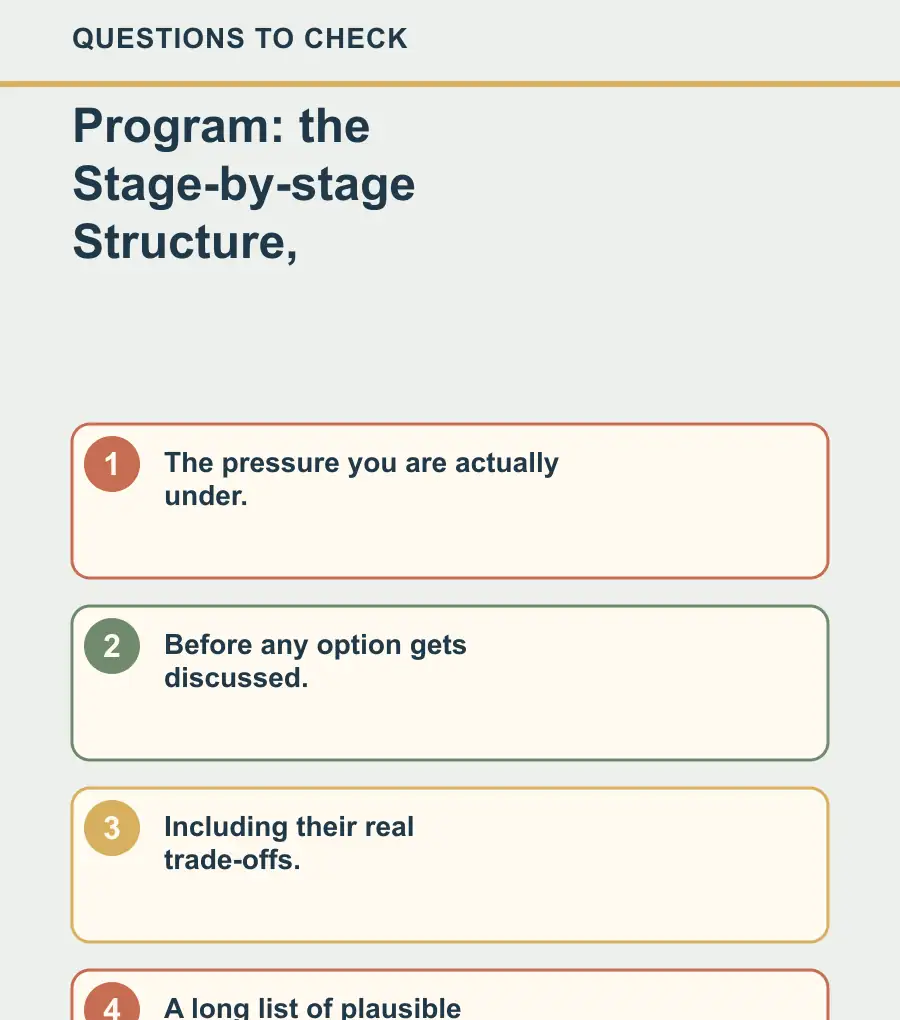 QUESTIONS TO CHECK
Program: the
Stage-by-stage
Structure,
1
The pressure you are actually
under.
2
Before any option gets
discussed.
3
Including their real
trade-offs.
4
A long list of plausible